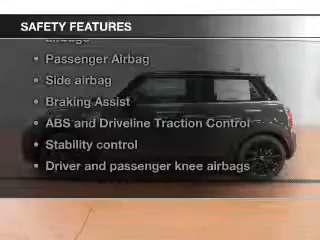 SAFETY FEATURES
• Passenger Airbag
• Side airbag
• Braking Assist
• ABS and Driveline Traction Control
• Stability control
• Driver and passenger knee airbags